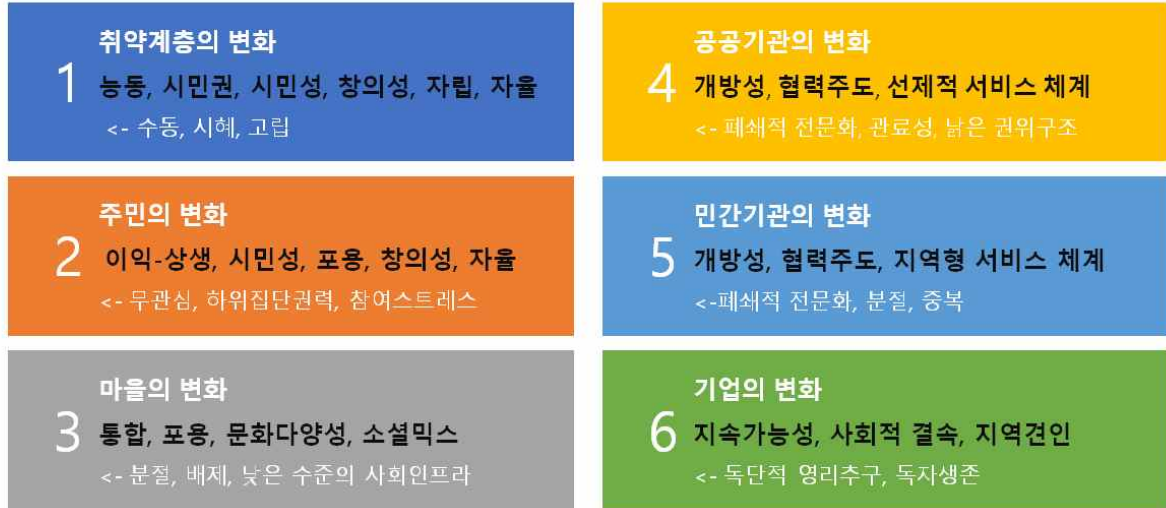 취약계층의 변화
1
능동, 시민권, 시민성, 창의성, 자립, 자율
<- 수동, 시혜, 고립
주민의 변화
2
이익-상생, 시민성, 포용, 창의성, 자율
<- 무관심, 하위집단권력, 참여스트레스
마을의 변화
3
통합, 포용, 문화다양성, 소셜믹스
<- 분절, 배제, 낮은 수준의 사회인프라
공공기관의 변화
4
개방성, 협력주도, 선제적 서비스 체계
<- 폐쇄적 전문화, 관료성, 낡은 권위구조
민간기관의 변화
5
개방성, 협력주도, 지역형 서비스 체계
<-폐쇄적 전문화, 분절, 중복
기업의 변화
6
지속가능성, 사회적 결속, 지역견인
<- 독단적 영리추구, 독자생존